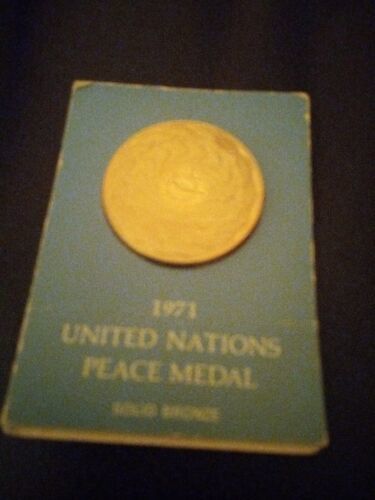 1971
UNITED NATIONS
PEACE MEDAL
SOLID BRONZE